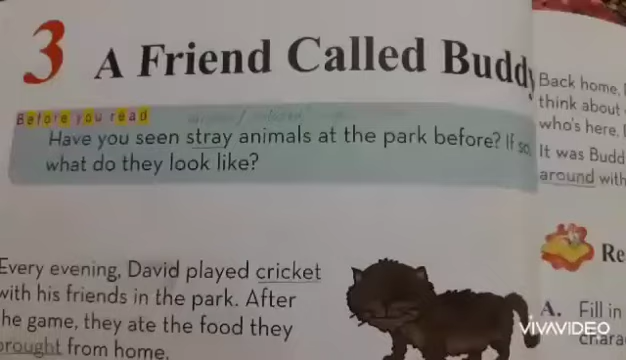 3 A Friend Called Buddy
Before you read
Have you seen stray animals at the park before? If so,
what do they look like?
Every evening, David played cricket
with his friends in the park. After
he game, they ate the food they
brought from home.
Back home,
think about
who's here,
It was Budd
around with
Re
A. Fill in
chara
VIVAVIDEO